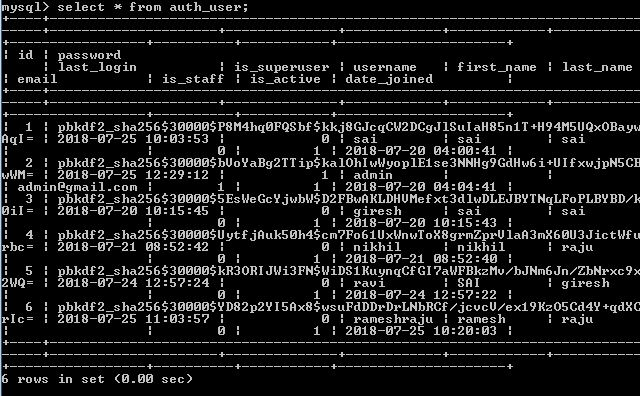 mysql> select * from auth_user;
+----+----------------------------------------------------------------------
-----+---------------------+--------------+------------+------------+-----------
-----------------+----------+-----------+---------------------+
| id | password
| last_login | is_superuser | username | first_name | last_name
| email | is_staff | is_active | date_joined |
+----+----------------------------------------------------------------------
-----+---------------------+--------------+------------+------------+-----------
-----------------+----------+-----------+---------------------+
| 1 | pbkdf2_sha256$30000$P8M4hq0FQSbf$kkj8GJcqCW2DCgJlSuIaH85n1T+H94M5UQxOBayw
AqI= | 2018-07-25 10:03:53 | 0 | sai | sai | sai
| | 0 | 1 | 2018-07-20 04:00:41 |
| 2 | pbkdf2_sha256$30000$bVoYaBg2TTip$kalOhIwWyoplE1se3NNHg9GdHw6i+UIfxwjpN5CB
wWM= | 2018-07-25 12:29:12 | 1 | admin | |
| admin@gmail.com | 1 | 1 | 2018-07-20 04:04:41 |
| 3 | pbkdf2_sha256$30000$5EsWeGcYjwbW$D2FBwAKLDHVMefxt3dlwDLEJBYTNqLFoPLBYBD/k
0iI= | 2018-07-20 10:15:45 | 0 | giresh | sai | sai
| | 0 | 1 | 2018-07-20 10:15:43 |
| 4 | pbkdf2_sha256$30000$UytfjAuk50h4$cm7Fo61UxWnwToX8grmZprUlaA3mX60U3JictWfu
rbc= | 2018-07-21 08:52:42 | 0 | nikhil | nikhil | raju
| | 0 | 1 | 2018-07-21 08:52:40 |
| 5 | pbkdf2_sha256$30000$kR3ORIJWi3FN$WiDS1KuynqCfGI7aWFBkzMv/bJNm6Jn/ZbNrxc9x
2WQ= | 2018-07-24 12:57:24 | 0 | ravi | SAI | giresh
| | 0 | 1 | 2018-07-24 12:57:22 |
| 6 | pbkdf2_sha256$30000$YD82p2YI5Ax8$wsuFdDDrDrLNbRCf/jcvcU/ex19KzO5Cd4Y+qdXC
rIc= | 2018-07-25 11:03:57 | 0 | rameshraju | ramesh | raju
| | 0 | 1 | 2018-07-25 10:20:03 |
+----+----------------------------------------------------------------------
-----+---------------------+--------------+------------+------------+-----------
-----------------+----------+-----------+---------------------+
6 rows in set (0.00 sec)